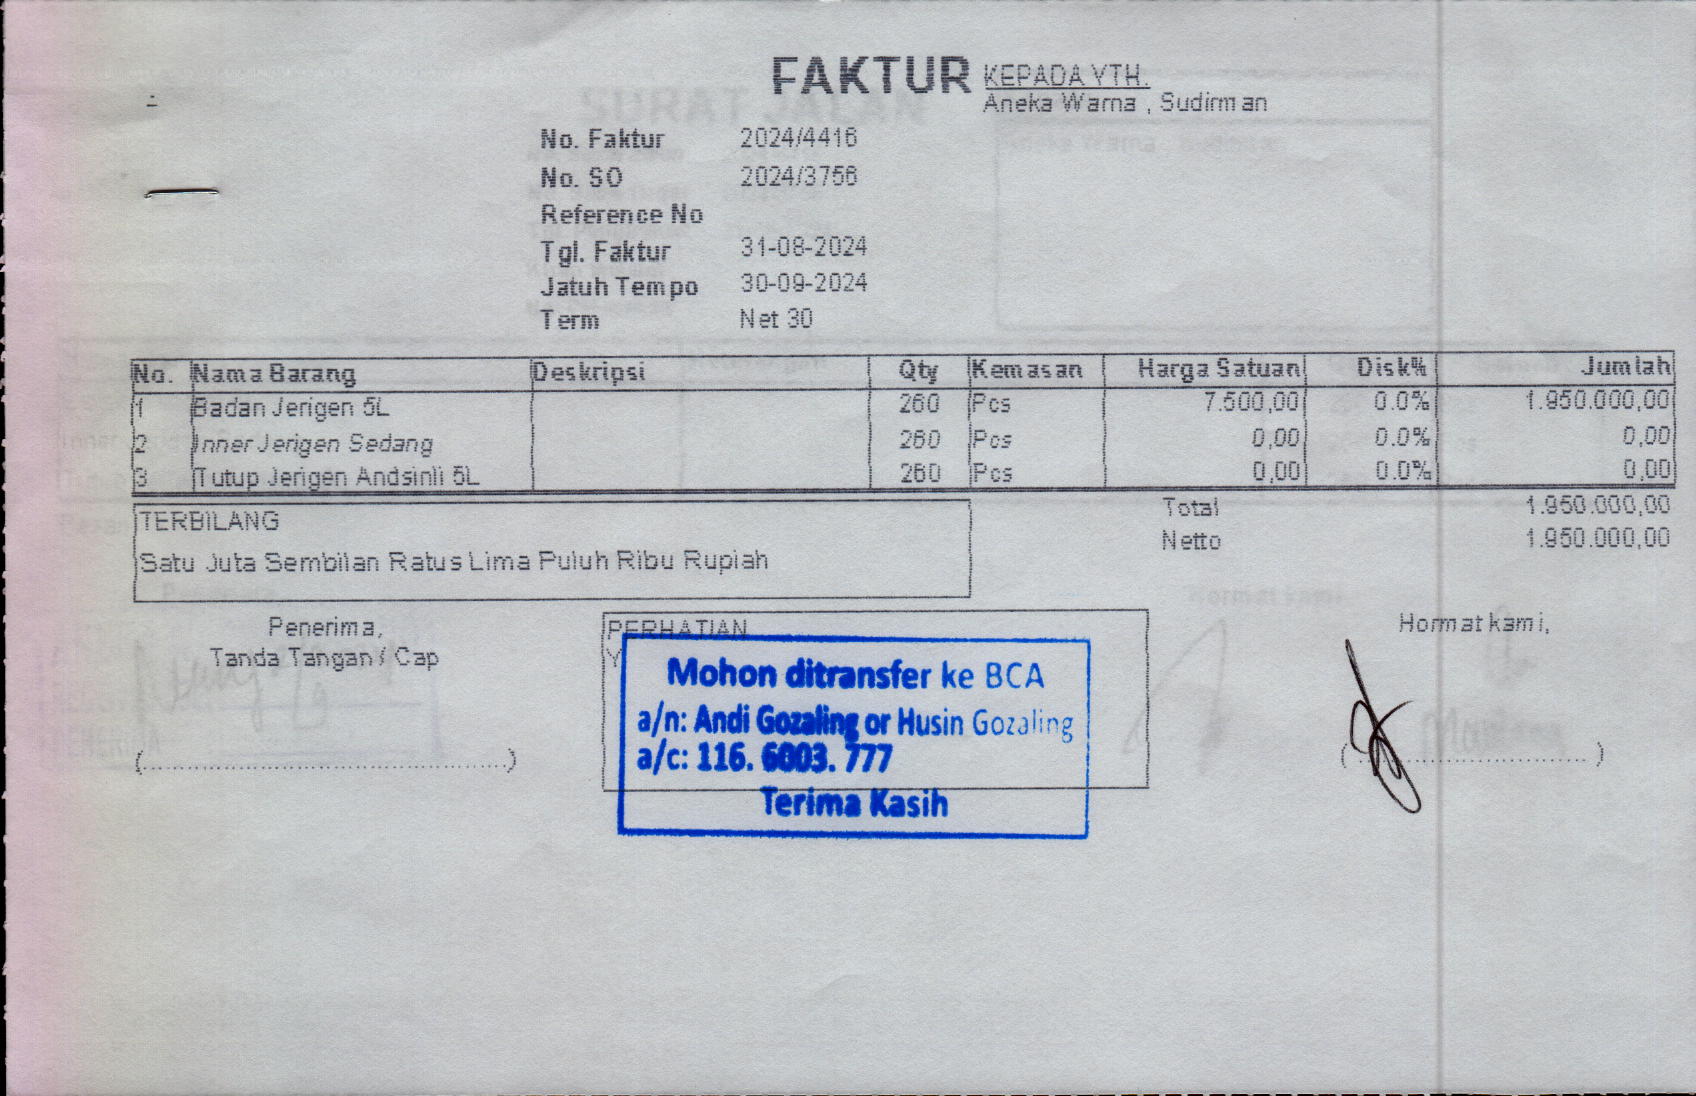 FAKTUR
KEPADA YTH.
Aneka Warna , Sudirman
No. Faktur 2024/4416
No. SO 2024/3756
Reference No
Tgl. Faktur 31-08-2024
Jatuh Tempo 30-09-2024
Term Net 30
No. Nama Barang Deskripsi Qty Kemasan Harga Satuan Disk% Jumlah
1 Badan Jerigen 5L 260 Pcs 7.500,00 0.0% 1.950.000,00
2 Inner Jerigen Sedang 260 Pcs 0,00 0.0% 0,00
3 Tutup Jerigen Andsinli 5L 260 Pcs 0,00 0.0% 0,00
Total 1.950.000,00
Netto 1.950.000,00
TERBILANG
Satu Juta Sembilan Ratus Lima Puluh Ribu Rupiah
Penerima,
Tanda Tangan / Cap
(..........................................)
PERHATIAN
Mohon ditransfer ke BCA
a/n: Andi Gozaling or Husin Gozaling
a/c: 116. 6003. 777
Terima Kasih
Hormat kami,
SURAT JALAN